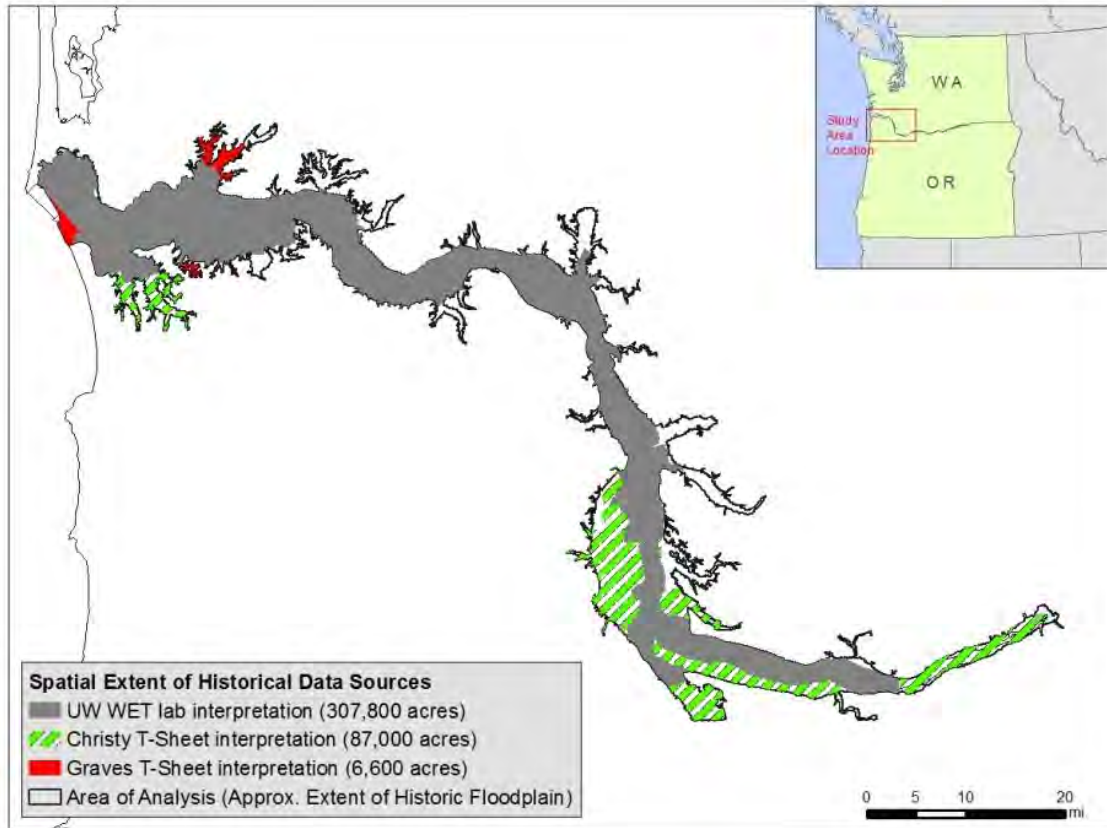 WA
Study
Area
Location
OR
Spatial Extent of Historical Data Sources
UW WET lab interpretation (307,800 acres)
Christy T-Sheet interpretation (87,000 acres)
Graves T-Sheet interpretation (6,600 acres)
Area of Analysis (Approx. Extent of Historic Floodplain)
0 5 10 20
mi.